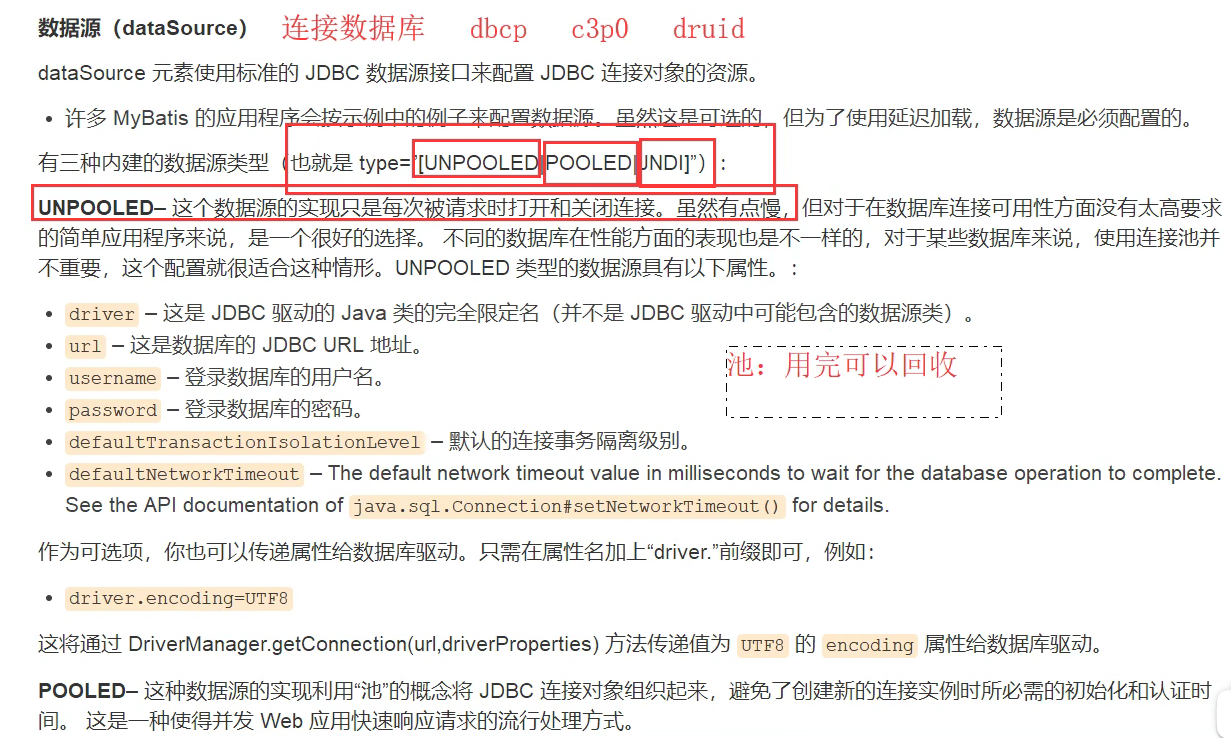 数据源（dataSource） 连接数据库 dbcp c3p0 druid
dataSource 元素使用标准的 JDBC 数据源接口来配置 JDBC 连接对象的资源。
• 许多 MyBatis 的应用程序会按示例中的例子来配置数据源。虽然这是可选的，但为了使用延迟加载，数据源是必须配置的。
有三种内建的数据源类型（也就是 type=”[UNPOOLED|POOLED|JNDI]”）：
UNPOOLED– 这个数据源的实现只是每次被请求时打开和关闭连接。虽然有点慢，但对于在数据库连接可用性方面没有太高要求
的简单应用程序来说，是一个很好的选择。 不同的数据库在性能方面的表现也是不一样的，对于某些数据库来说，使用连接池并
不重要，这个配置就很适合这种情形。UNPOOLED 类型的数据源具有以下属性。：
• driver – 这是 JDBC 驱动的 Java 类的完全限定名（并不是 JDBC 驱动中可能包含的数据源类）。
• url – 这是数据库的 JDBC URL 地址。
池：用完可以回收
• username – 登录数据库的用户名。
• password – 登录数据库的密码。
• defaultTransactionIsolationLevel – 默认的连接事务隔离级别。
• defaultNetworkTimeout – The default network timeout value in milliseconds to wait for the database operation to complete.
See the API documentation of java.sql.Connection#setNetworkTimeout() for details.
作为可选项，你也可以传递属性给数据库驱动。只需在属性名加上“driver.”前缀即可，例如：
• driver.encoding=UTF8
这将通过 DriverManager.getConnection(url,driverProperties) 方法传递值为 UTF8 的 encoding 属性给数据库驱动。
POOLED– 这种数据源的实现利用“池”的概念将 JDBC 连接对象组织起来，避免了创建新的连接实例时所必需的初始化和认证时
间。 这是一种使得并发 Web 应用快速响应请求的流行处理方式。